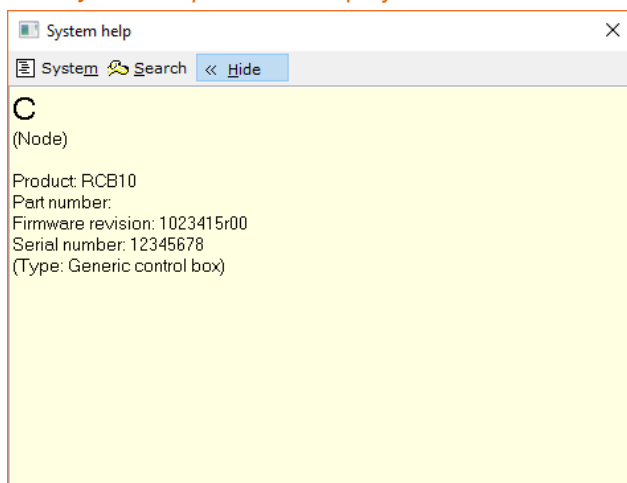 System help
System Search « Hide
C
(Node)
Product: RCB10
Part number:
Firmware revision: 1023415r00
Serial number: 12345678
(Type: Generic control box)